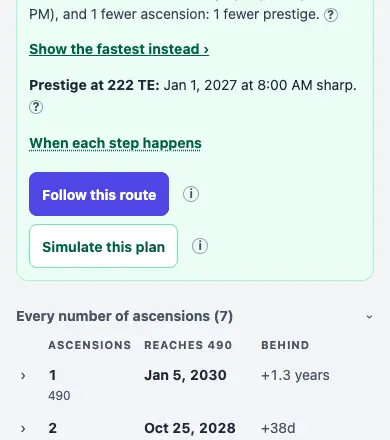 PM), and 1 fewer ascension: 1 fewer prestige. ?
Show the fastest instead ›
Prestige at 222 TE: Jan 1, 2027 at 8:00 AM sharp.
?
When each step happens
Follow this route i
Simulate this plan i
Every number of ascensions (7)
ASCENSIONS REACHES 490 BEHIND
› 1 Jan 5, 2030 +1.3 years
490
› 2 Oct 25, 2028 +38d